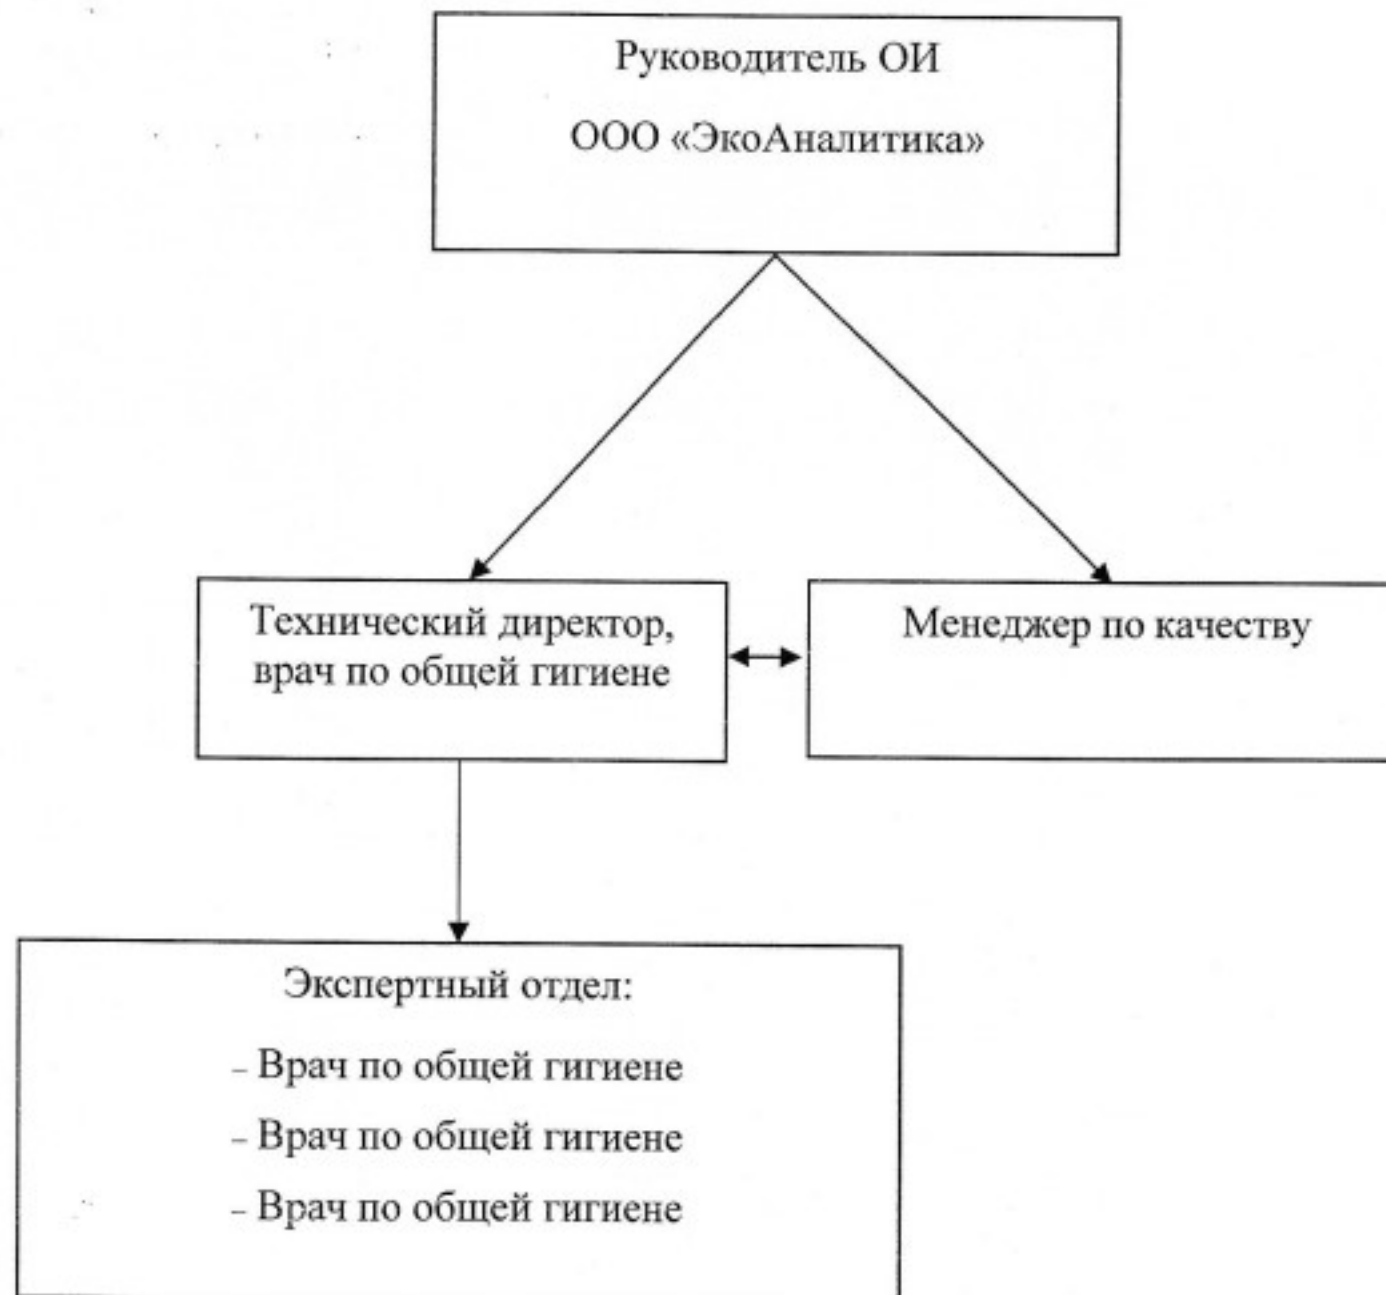 Руководитель ОИ
ООО «ЭкоАналитика»
Технический директор,
врач по общей гигиене
Менеджер по качеству
Экспертный отдел:
– Врач по общей гигиене
– Врач по общей гигиене
– Врач по общей гигиене